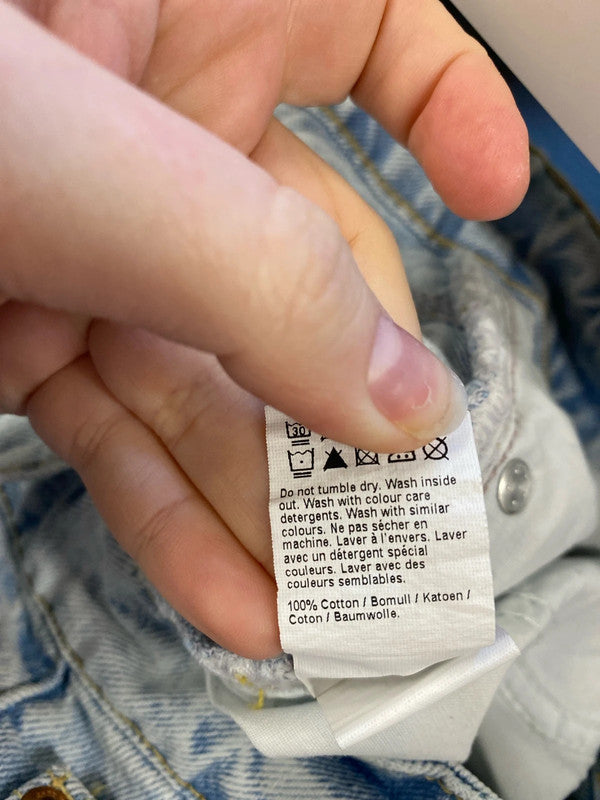 30
Do not tumble dry. Wash inside
out. Wash with colour care
detergents. Wash with similar
colours. Ne pas sécher en
machine. Laver à l'envers. Laver
avec un détergent spécial
couleurs. Laver avec des
couleurs semblables.
100% Cotton / Bomull / Katoen /
Coton / Baumwolle.